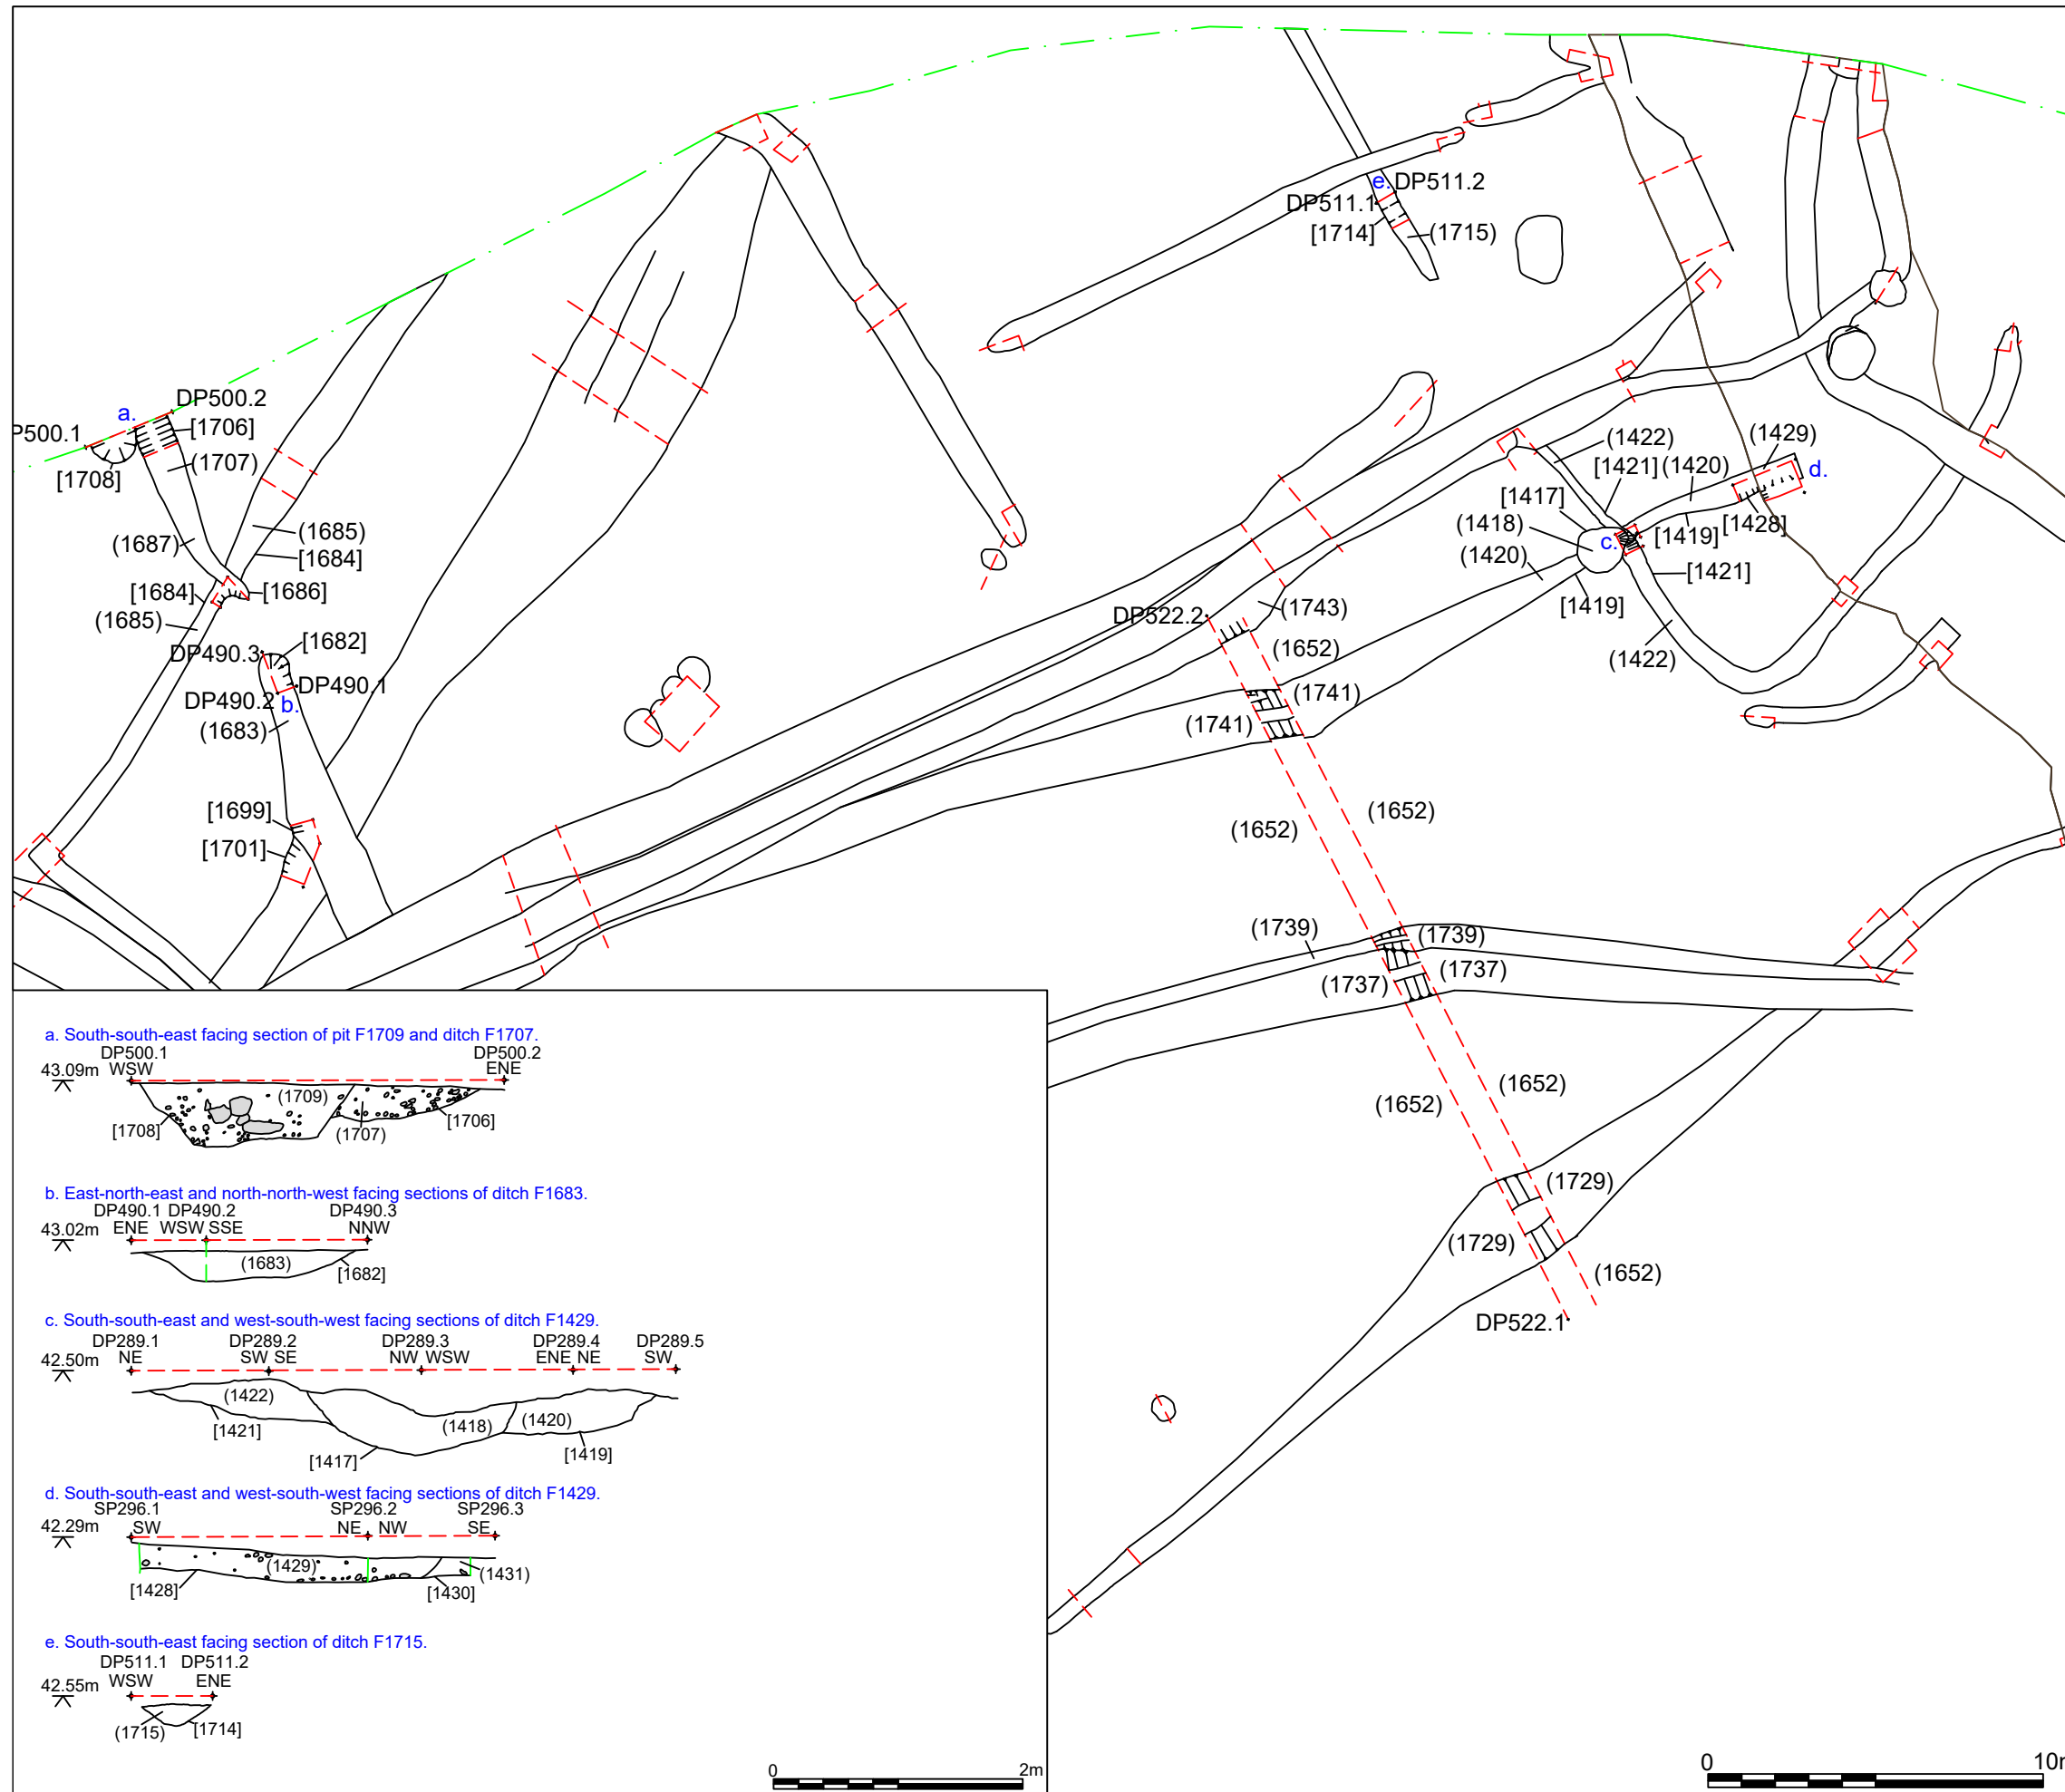 e.
DP511.2
DP511.1
[1714]
(1715)
DP500.2
a.
P500.1
[1706]
(1707)
[1708]
(1422)
(1429)
[1421]
(1420)
d.
[1417]
(1418)
[1428]
(1685)
(1687)
[1684]
c.
[1419]
(1420)
[1421]
[1684]
[1686]
[1419]
(1685)
(1743)
DP522.2
[1682]
(1652)
DP490.3
(1422)
DP490.1
DP490.2
b.
(1741)
(1683)
(1741)
[1699]
(1652)
(1652)
[1701]
(1739)
(1739)
(1737)
(1737)
(1652)
(1652)
(1729)
(1729)
(1652)
DP522.1
a. South-south-east facing section of pit F1709 and ditch F1707.
DP500.1
DP500.2
WSW
ENE
43.09m
(1709)
[1708]
(1707)
[1706]
b. East-north-east and north-north-west facing sections of ditch F1683.
DP490.1 DP490.2 DP490.3
43.02m
ENE WSW SSE NNW
(1683)
[1682]
c. South-south-east and west-south-west facing sections of ditch F1429.
DP289.1 DP289.2 DP289.3 DP289.4 DP289.5
42.50m
NE SW SE NW WSW ENE NE SW
(1422)
(1418)
(1420)
[1421]
[1417]
[1419]
d. South-south-east and west-south-west facing sections of ditch F1429.
SP296.1 SP296.2 SP296.3
42.29m
SW NE NW SE
(1429)
(1431)
[1428]
[1430]
e. South-south-east facing section of ditch F1715.
DP511.1 DP511.2
42.55m
WSW ENE
(1715)
[1714]
0 2m
0 10m